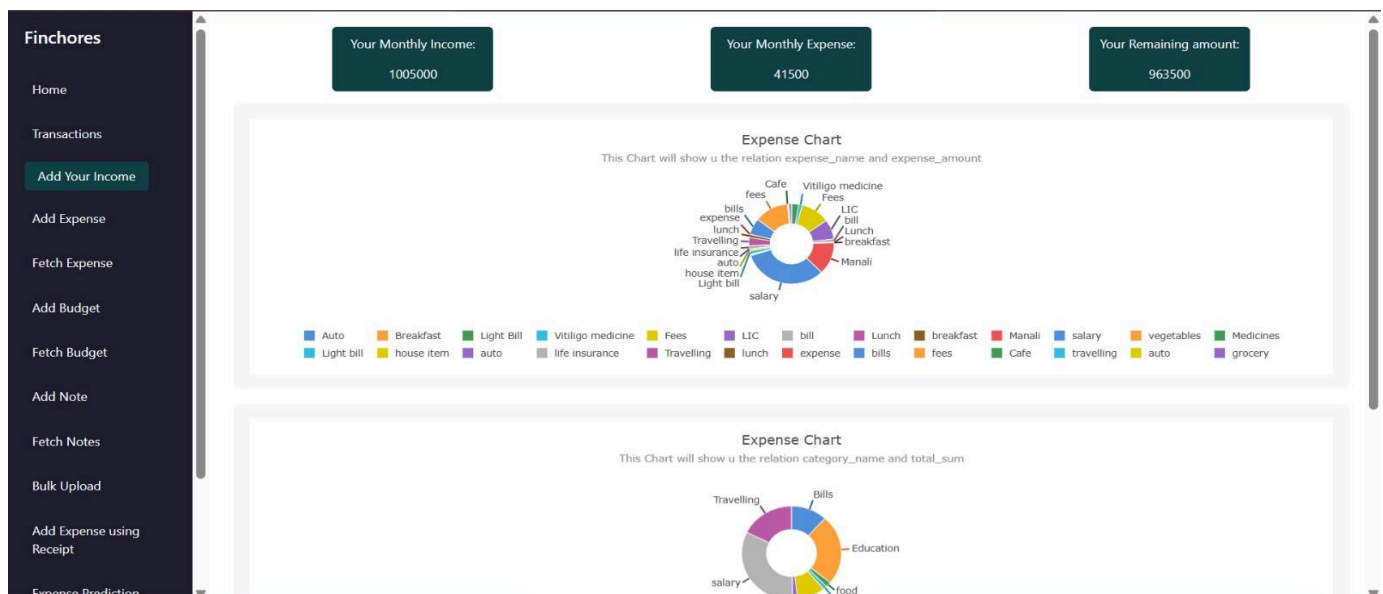 Finchores
Home
Transactions
Add Your Income
Add Expense
Fetch Expense
Add Budget
Fetch Budget
Add Note
Fetch Notes
Bulk Upload
Add Expense using
Receipt
Expense Prediction
Your Monthly Income:
1005000
Your Monthly Expense:
41500
Your Remaining amount:
963500
Expense Chart
This Chart will show u the relation expense_name and expense_amount
Cafe
Vitiligo medicine
fees
Fees
bills
LIC
expense
bill
lunch
Lunch
Travelling
breakfast
life insurance
auto
Manali
house item
Light bill
salary
Auto Breakfast Light Bill Vitiligo medicine Fees LIC bill Lunch breakfast Manali salary vegetables Medicines
Light bill house item auto life insurance Travelling lunch expense bills fees Cafe travelling auto grocery
Expense Chart
This Chart will show u the relation category_name and total_sum
Travelling
Bills
Education
salary
food